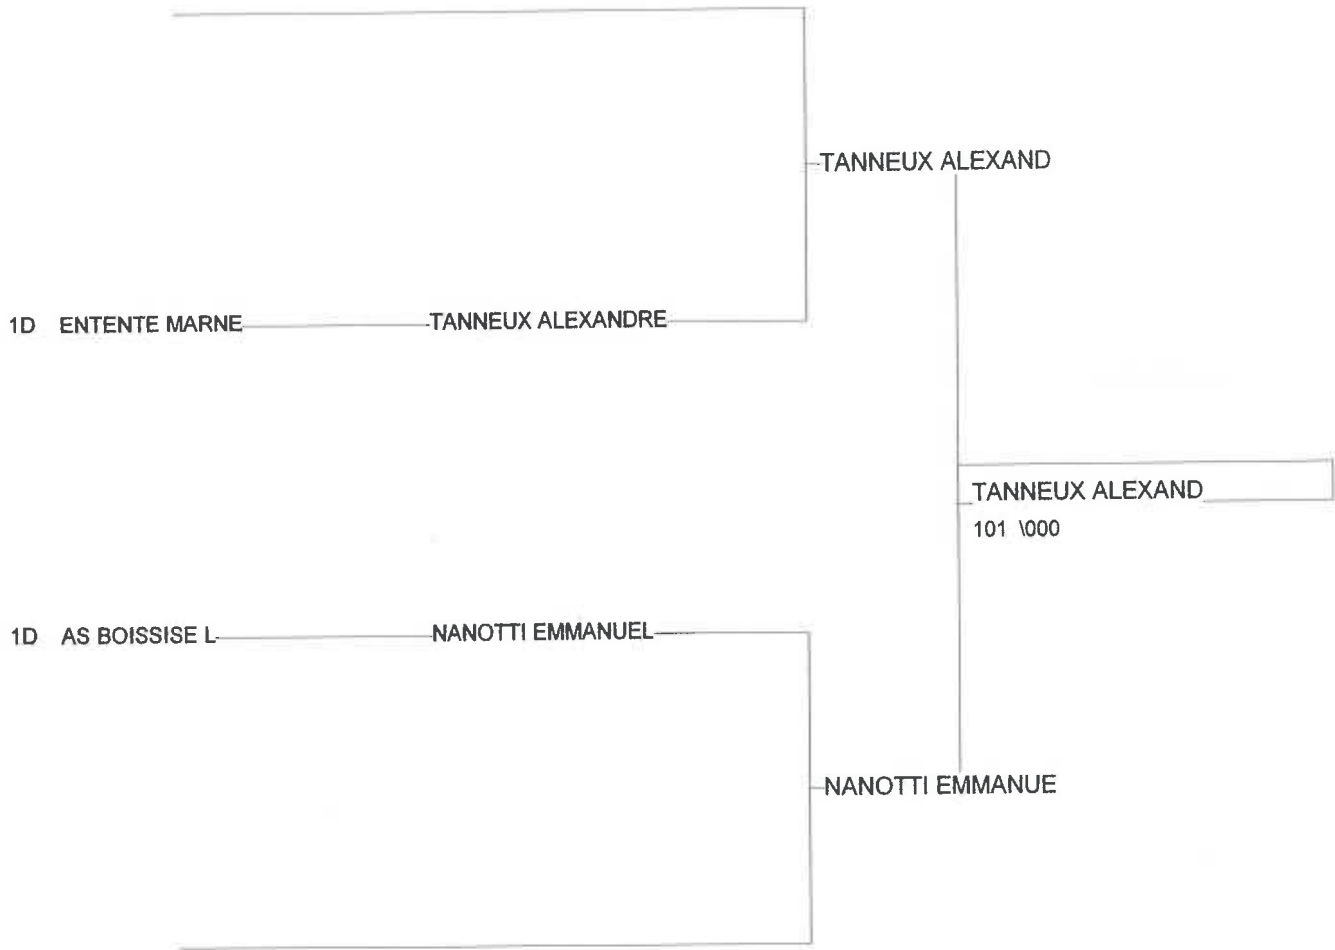 TANNEUX ALEXAND
1D ENTENTE MARNE TANNEUX ALEXANDRE
TANNEUX ALEXAND
101 \000
1D AS BOISSISE L NANOTTI EMMANUEL
NANOTTI EMMANUE